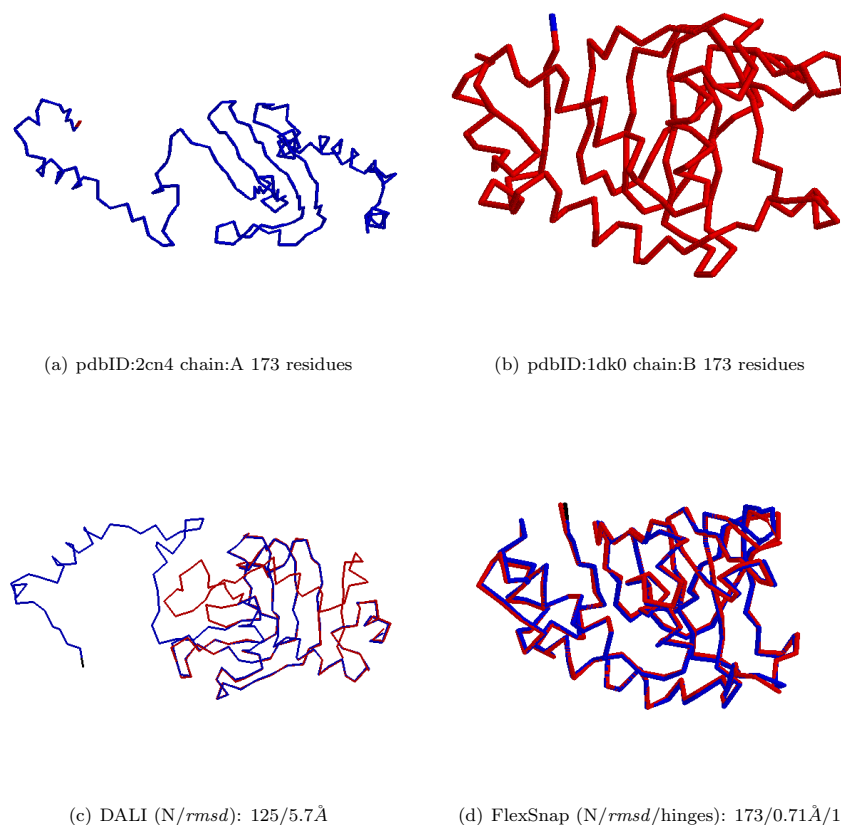 (a) pdbID:2cn4 chain:A 173 residues
(b) pdbID:1dk0 chain:B 173 residues
(c) DALI (N/rmsd): 125/5.7Å
(d) FlexSnap (N/rmsd/hinges): 173/0.71Å/1